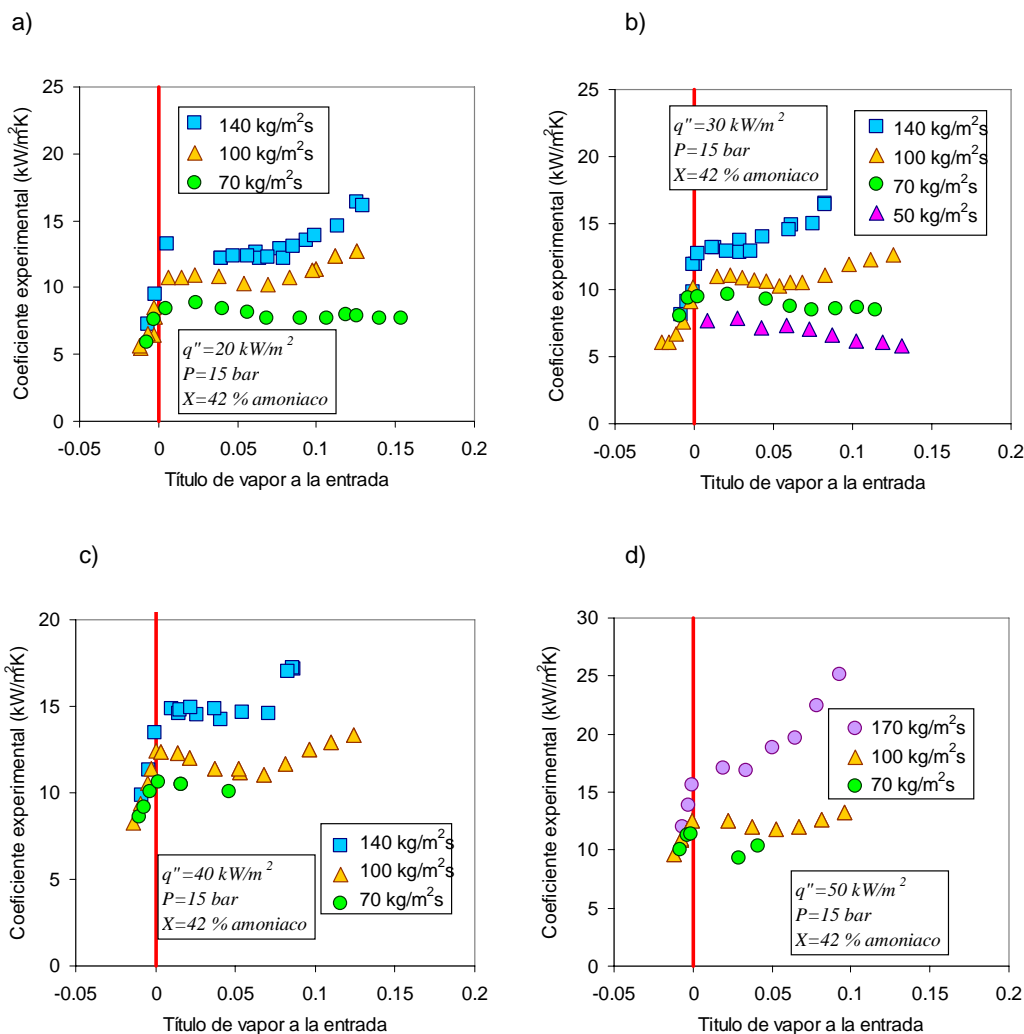 a)
Coeficiente experimental (kW/m²K)
25
20
15
10
5
0
-0.05 0 0.05 0.1 0.15 0.2
Título de vapor a la entrada
140 kg/m²s
100 kg/m²s
70 kg/m²s
q"=20 kW/m²
P=15 bar
X=42 % amoniaco
b)
Coeficiente experimental (kW/m²K)
25
20
15
10
5
0
-0.05 0 0.05 0.1 0.15 0.2
Titulo de vapor a la entrada
q"=30 kW/m²
P=15 bar
X=42 % amoniaco
140 kg/m²s
100 kg/m²s
70 kg/m²s
50 kg/m²s
c)
Coeficiente experimental (kW/m²K)
20
15
10
5
0
-0.05 0 0.05 0.1 0.15 0.2
Título de vapor a la entrada
140 kg/m²s
100 kg/m²s
70 kg/m²s
q"=40 kW/m²
P=15 bar
X=42 % amoniaco
d)
Coeficiente experimental (kW/m²K)
30
25
20
15
10
5
0
-0.05 0 0.05 0.1 0.15 0.2
Título de vapor a la entrada
170 kg/m²s
100 kg/m²s
70 kg/m²s
q"=50 kW/m²
P=15 bar
X=42 % amoniaco